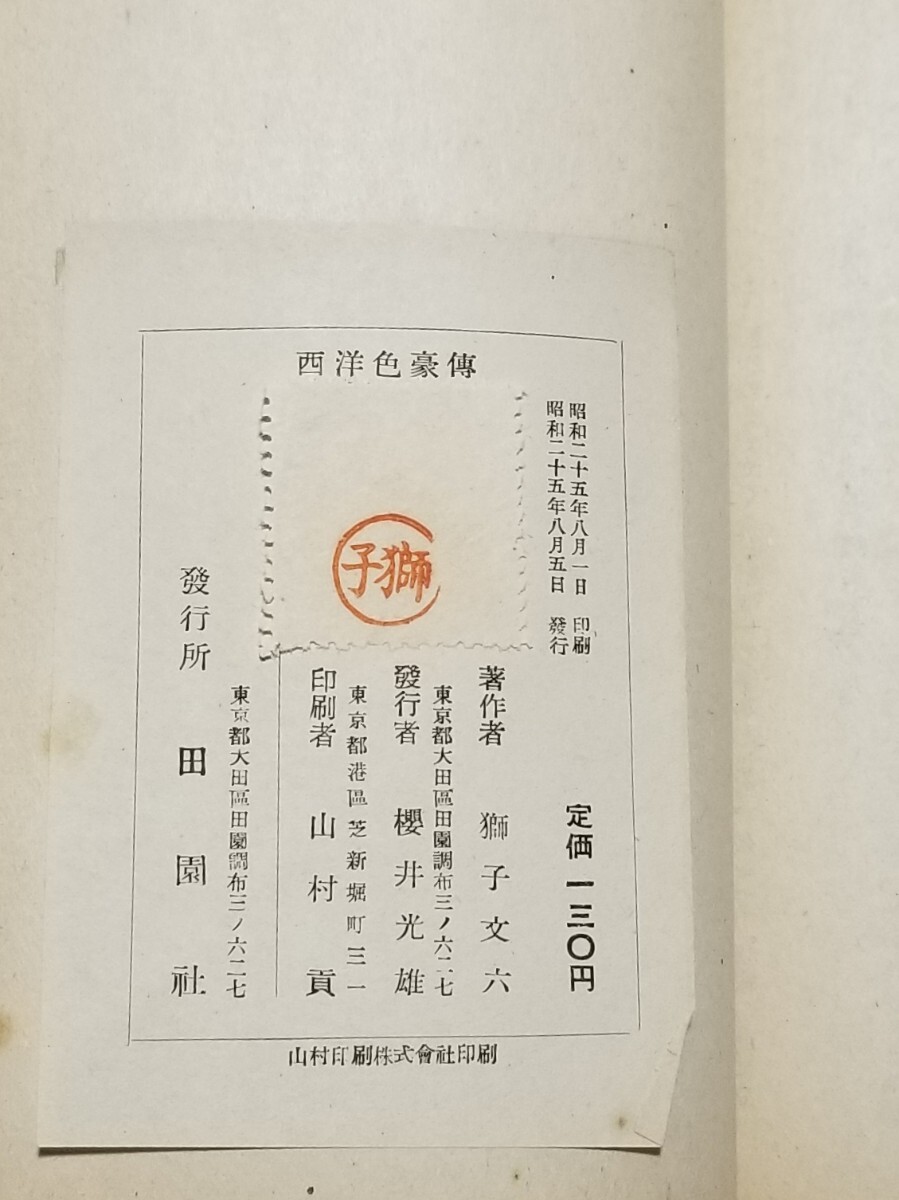 西洋色豪傳
昭和二十五年八月一日 印刷
昭和二十五年八月五日 發行
定価 一三〇円
獅子
著作者 獅子文六
東京都大田區田園調布三ノ六二七
發行者 櫻井光雄
東京都港區芝新堀町三一
印刷者 山村貢
東京都大田區田園調布三ノ六二七
發行所 田園社
山村印刷株式會社印刷